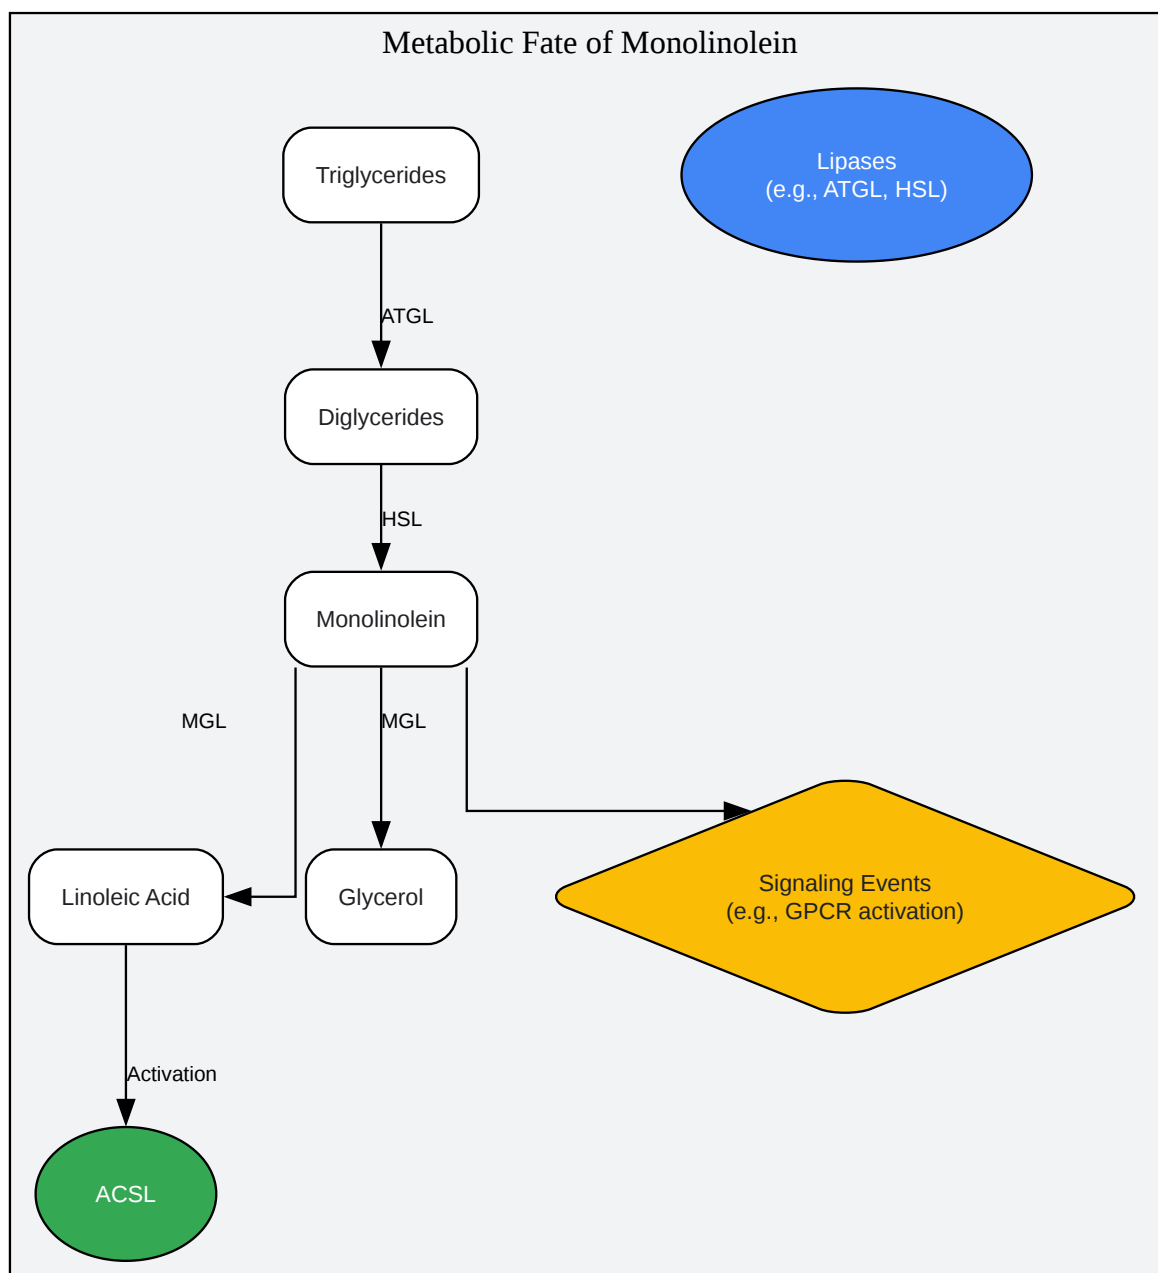 Metabolic Fate of Monolinolein
Triglycerides
Lipases
(e.g., ATGL, HSL)
ATGL
Diglycerides
HSL
Monolinolein
MGL
MGL
Linoleic Acid
Glycerol
Signaling Events
(e.g., GPCR activation)
Activation
ACSL